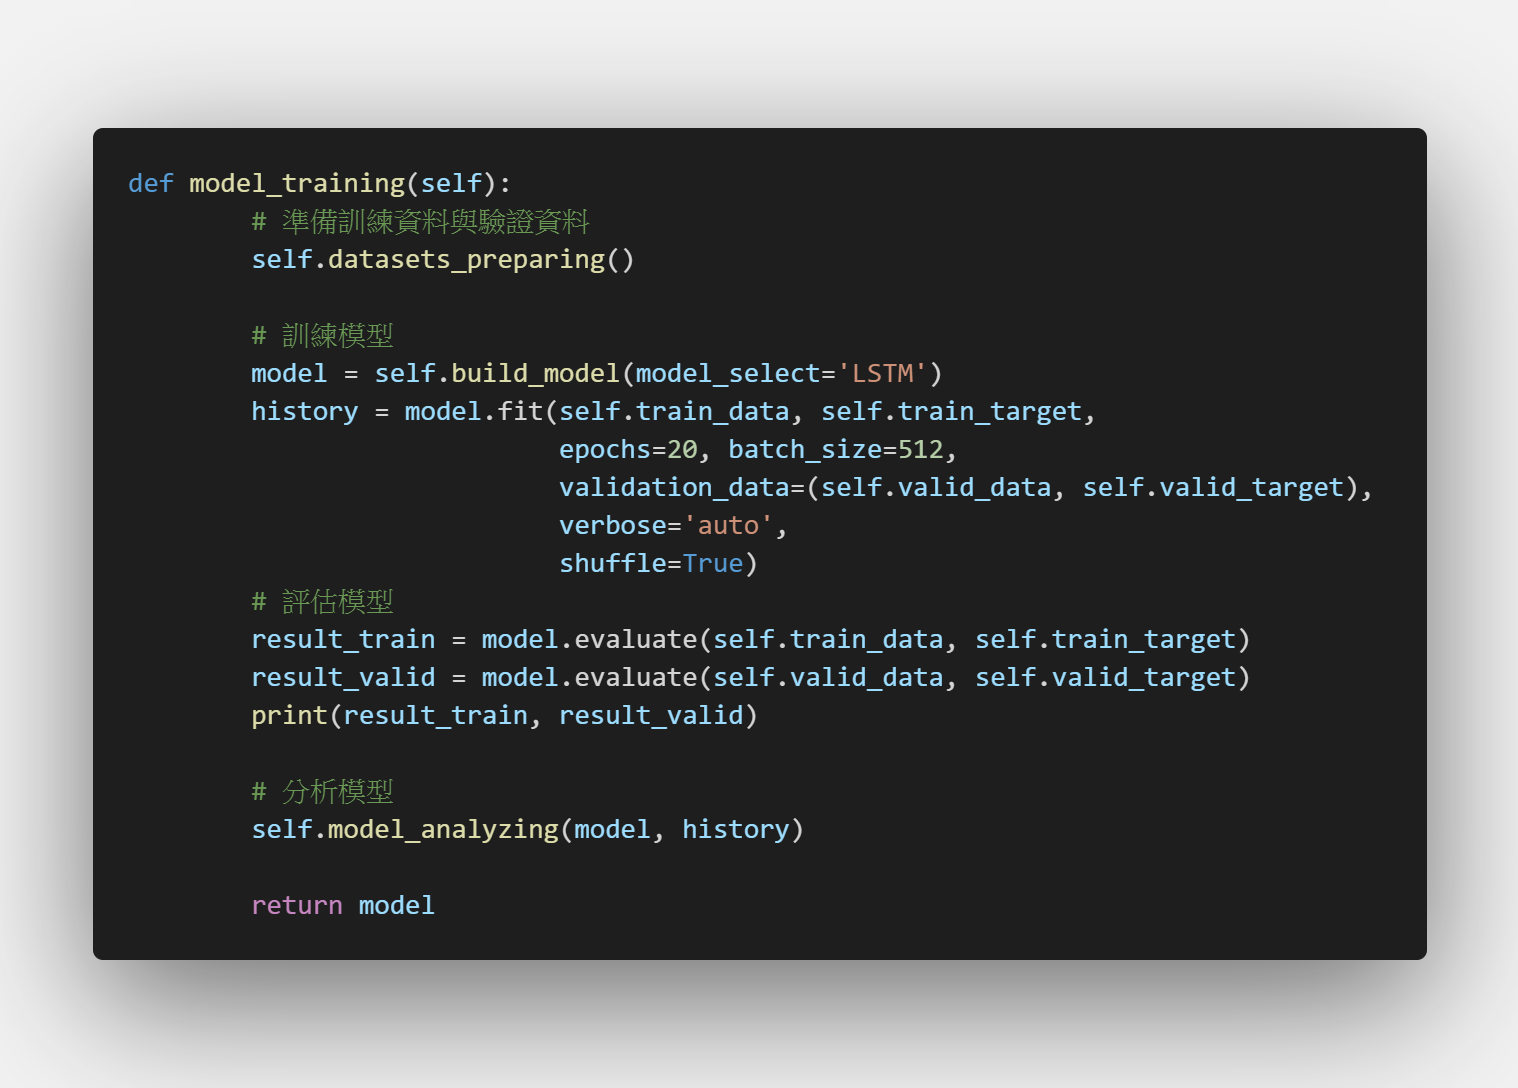 def model_training(self):
# 準備訓練資料與驗證資料
self.datasets_preparing()
# 訓練模型
model = self.build_model(model_select='LSTM')
history = model.fit(self.train_data, self.train_target,
epochs=20, batch_size=512,
validation_data=(self.valid_data, self.valid_target),
verbose='auto',
shuffle=True)
# 評估模型
result_train = model.evaluate(self.train_data, self.train_target)
result_valid = model.evaluate(self.valid_data, self.valid_target)
print(result_train, result_valid)
# 分析模型
self.model_analyzing(model, history)
return model